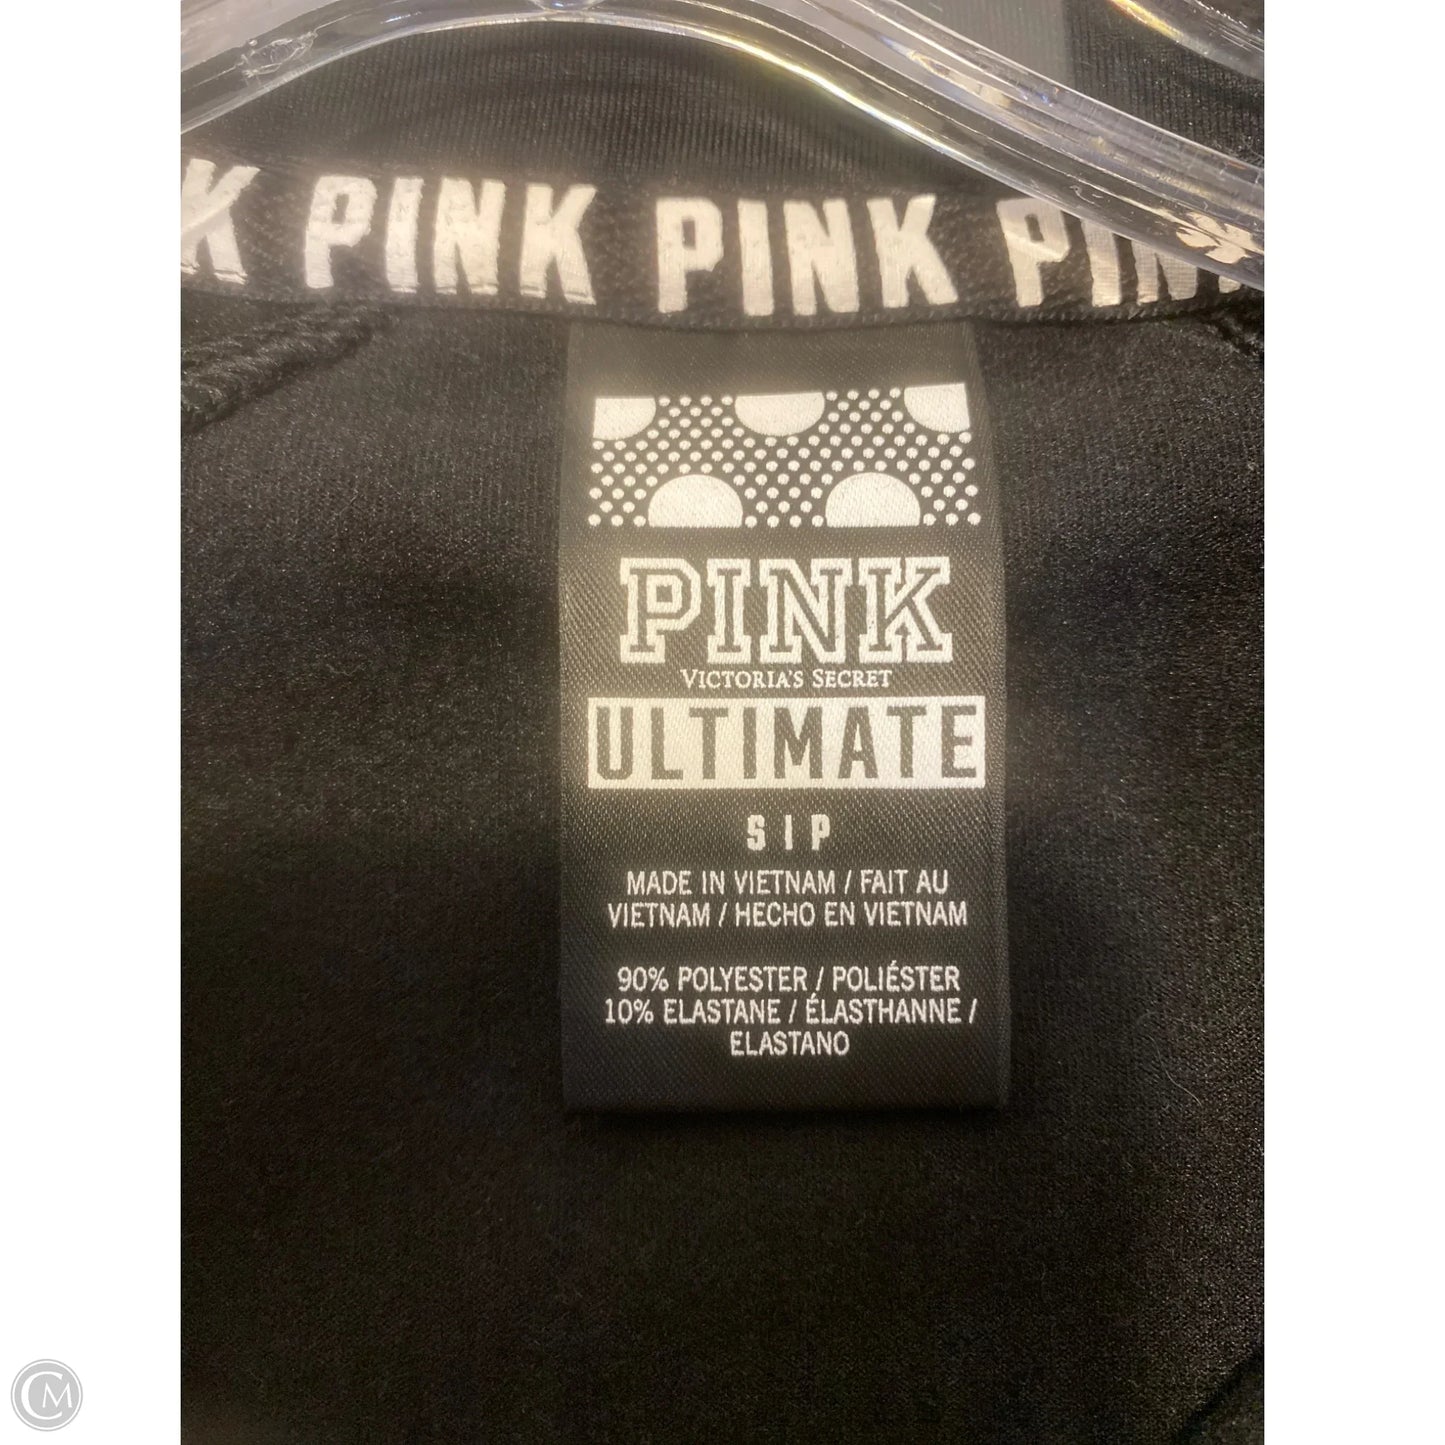 K PINK PINK PINK
PINK
VICTORIA'S SECRET
ULTIMATE
S | P
MADE IN VIETNAM / FAIT AU
VIETNAM / HECHO EN VIETNAM
90% POLYESTER / POLIÉSTER
10% ELASTANE / ÉLASTHANNE /
ELASTANO
CM